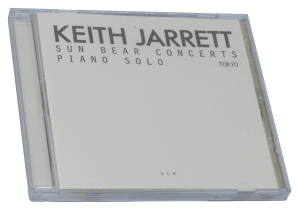 KEITH JARRETT
SUN BEAR CONCERTS
PIANO SOLO TOKYO
ECM